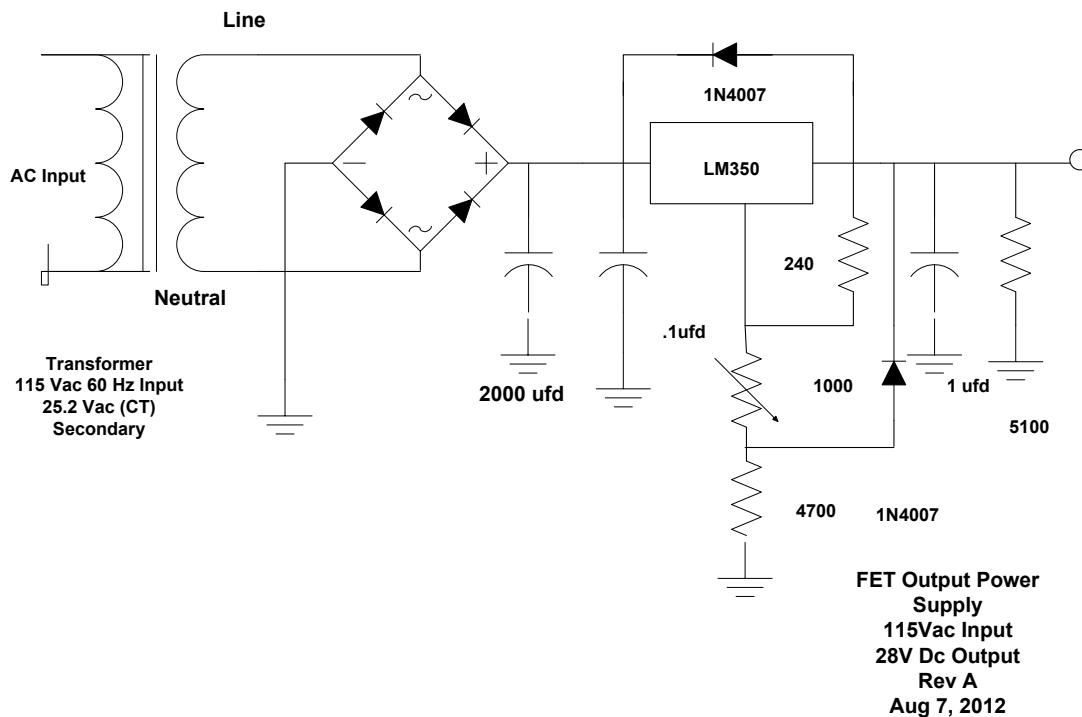 Line
1N4007
LM350
AC Input
240
Neutral
.1ufd
Transformer
115 Vac 60 Hz Input
25.2 Vac (CT)
Secondary
2000 ufd
1000
1 ufd
5100
4700
1N4007
FET Output Power
Supply
115Vac Input
28V Dc Output
Rev A
Aug 7, 2012